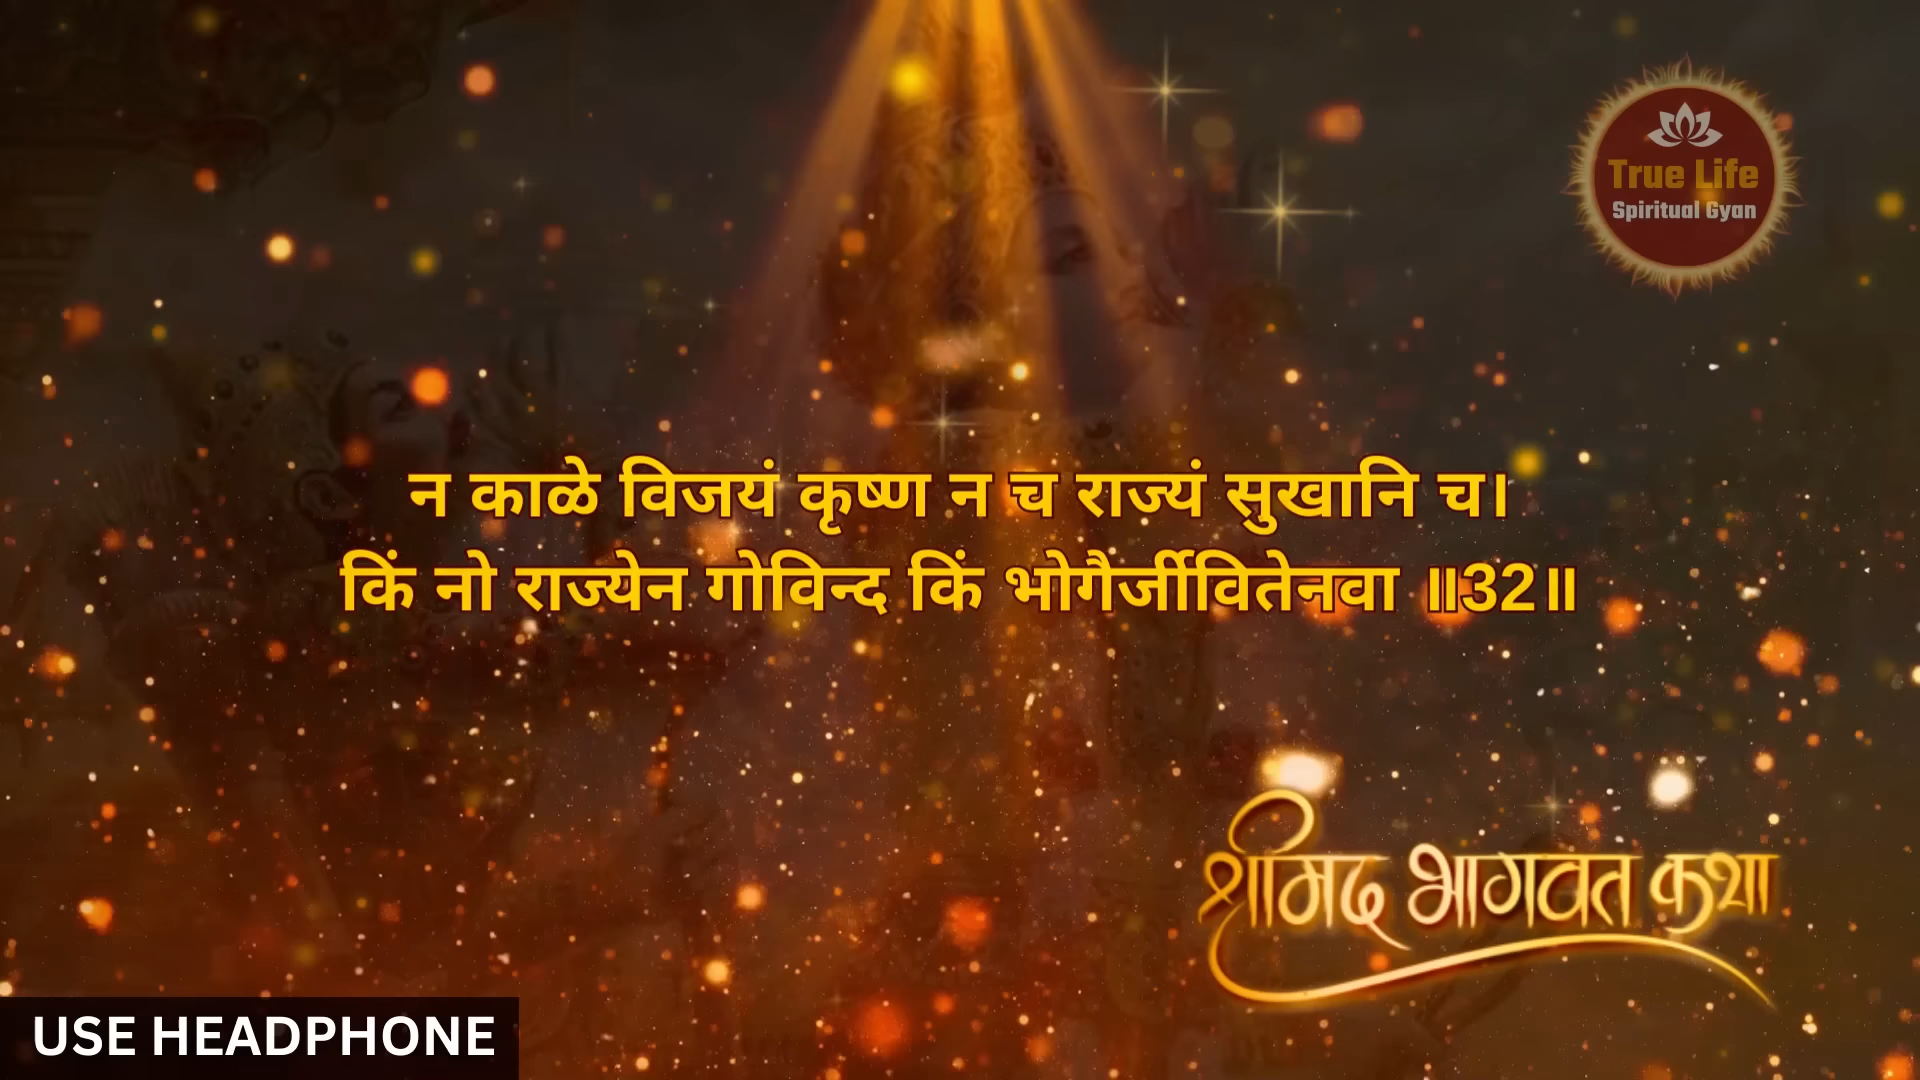 True Life
Spiritual Gyan
न काळे विजयं कृष्ण न च राज्यं सुखानि च।
किं नो राज्येन गोविन्द किं भोगैर्जीवितेनवा ॥32॥
श्रीमद भागवत कथा
USE HEADPHONE